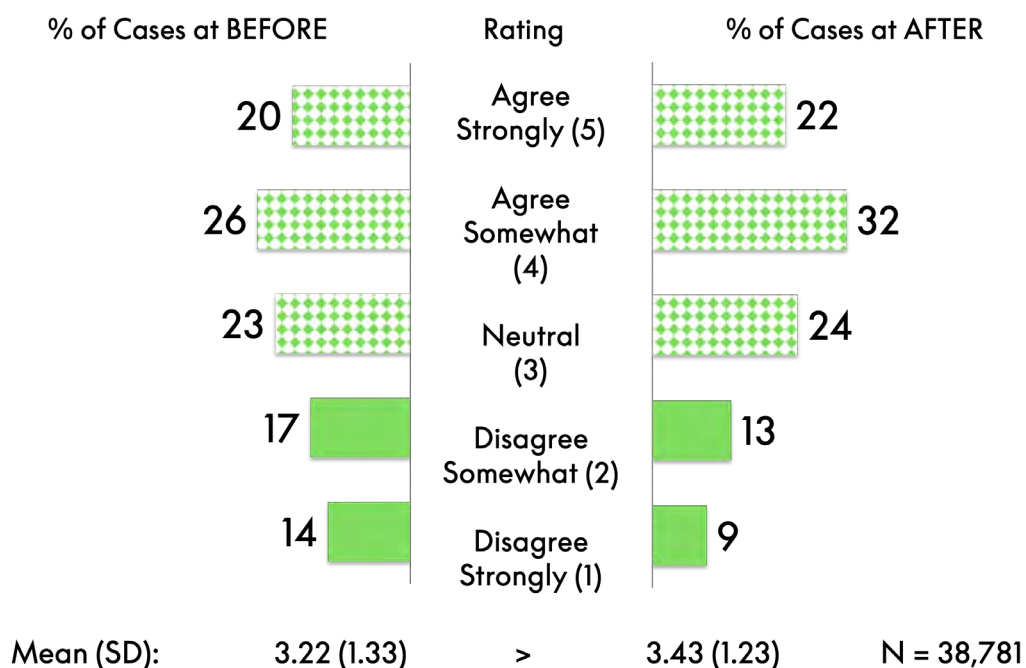 % of Cases at BEFORE Rating % of Cases at AFTER
20 Agree
Strongly (5) 22
26 Agree
Somewhat
(4) 32
23 Neutral
(3) 24
17 Disagree
Somewhat (2) 13
14 Disagree
Strongly (1) 9
Mean (SD): 3.22 (1.33) > 3.43 (1.23) N = 38,781